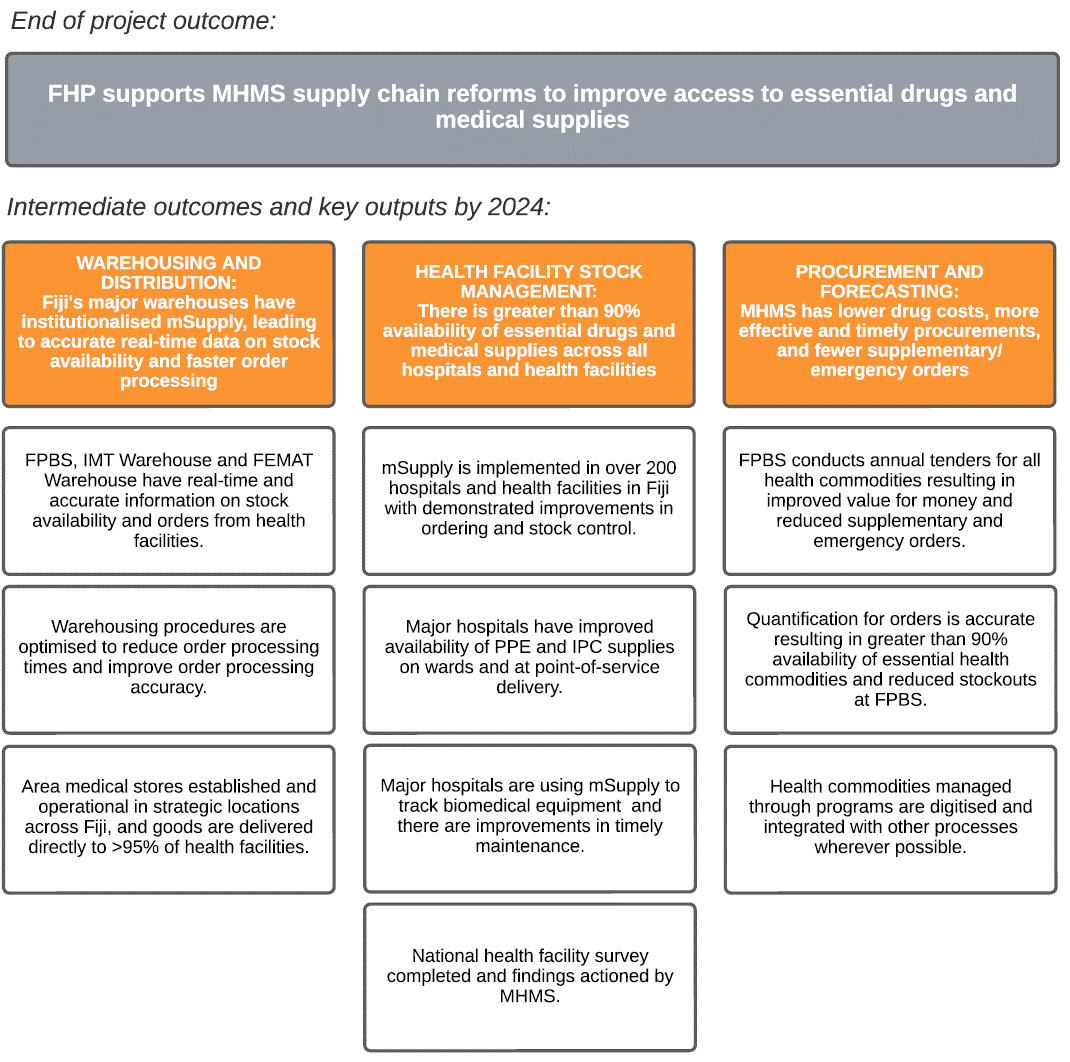 End of project outcome:
FHP supports MHMS supply chain reforms to improve access to essential drugs and
medical supplies
Intermediate outcomes and key outputs by 2024:
WAREHOUSING AND
DISTRIBUTION:
Fiji's major warehouses have
institutionalised mSupply, leading
to accurate real-time data on stock
availability and faster order
processing
FPBS, IMT Warehouse and FEMAT
Warehouse have real-time and
accurate information on stock
availability and orders from health
facilities.
Warehousing procedures are
optimised to reduce order processing
times and improve order processing
accuracy.
Area medical stores established and
operational in strategic locations
across Fiji, and goods are delivered
directly to >95% of health facilities.
HEALTH FACILITY STOCK
MANAGEMENT:
There is greater than 90%
availability of essential drugs and
medical supplies across all
hospitals and health facilities
mSupply is implemented in over 200
hospitals and health facilities in Fiji
with demonstrated improvements in
ordering and stock control.
Major hospitals have improved
availability of PPE and IPC supplies
on wards and at point-of-service
delivery.
Major hospitals are using mSupply to
track biomedical equipment  and
there are improvements in timely
maintenance.
National health facility survey
completed and findings actioned by
MHMS.
PROCUREMENT AND
FORECASTING:
MHMS has lower drug costs, more
effective and timely procurements,
and fewer supplementary/
emergency orders
FPBS conducts annual tenders for all
health commodities resulting in
improved value for money and
reduced supplementary and
emergency orders.
Quantification for orders is accurate
resulting in greater than 90%
availability of essential health
commodities and reduced stockouts
at FPBS.
Health commodities managed
through programs are digitised and
integrated with other processes
wherever possible.